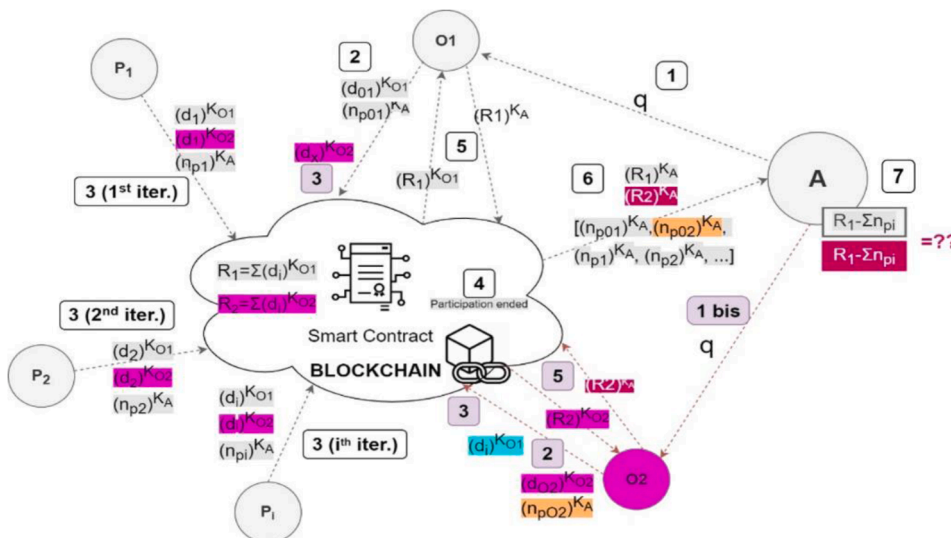 P1
(d1)^KO1
(d1)^KO2
(np1)^KA
3 (1st iter.)
O1
2
(d01)^KO1
(np01)^KA
(dx)^KO2
3
5
(R1)^KO1
(R1)^KA
1
q
A
7
R1-Σnpi
R1-Σnpi
=??
6
(R1)^KA
(R2)^KA
[(np01)^KA,(np02)^KA,
(np1)^KA, (np2)^KA, ...]
R1=Σ(di)^KO1
R2=Σ(di)^KO2
4
Participation ended
Smart Contract
BLOCKCHAIN
3 (2nd iter.)
P2
(d2)^KO1
(d2)^KO2
(np2)^KA
(di)^KO1
(di)^KO2
(npi)^KA
3 (ith iter.)
Pi
1 bis
q
5
(R2)^KA
(R2)^KO2
3
(di)^KO1
2
(dO2)^KO2
(npO2)^KA
O2